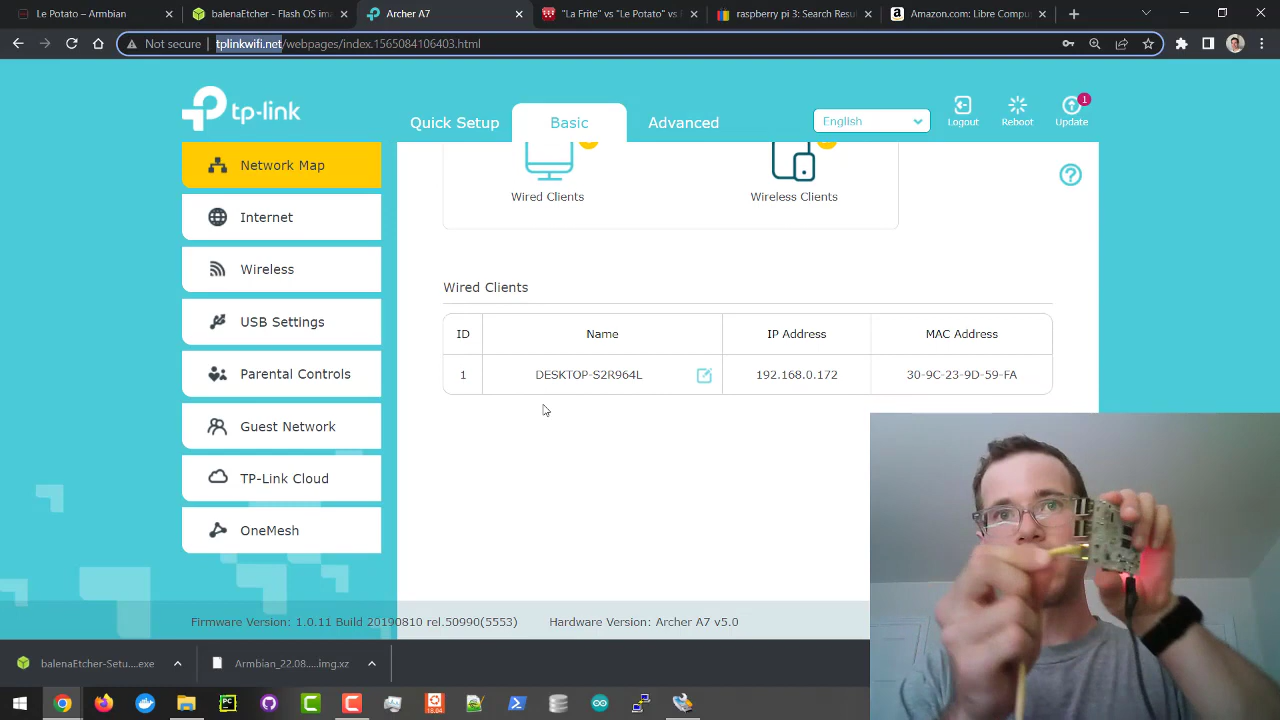 Le Potato – Armbian
balenaEtcher - Flash OS im
Archer A7
"La Frite" vs "Le Potato" vs
raspberry pi 3: Search Resu
Amazon.com: Libre Compu
Not secure
tplinkwifi.net/webpages/index.1565084106403.html
tp-link
Quick Setup
Basic
Advanced
English
Logout
Reboot
Update
1
Network Map
Internet
Wireless
USB Settings
Parental Controls
Guest Network
TP-Link Cloud
OneMesh
Wired Clients
Wireless Clients
Wired Clients
ID Name IP Address MAC Address
1 DESKTOP-S2R964L 192.168.0.172 30-9C-23-9D-59-FA
Firmware Version: 1.0.11 Build 20190810 rel.50990(5553)
Hardware Version: Archer A7 v5.0
balenaEtcher-Setu....exe
Armbian_22.08.....img.xz
PC
18.04